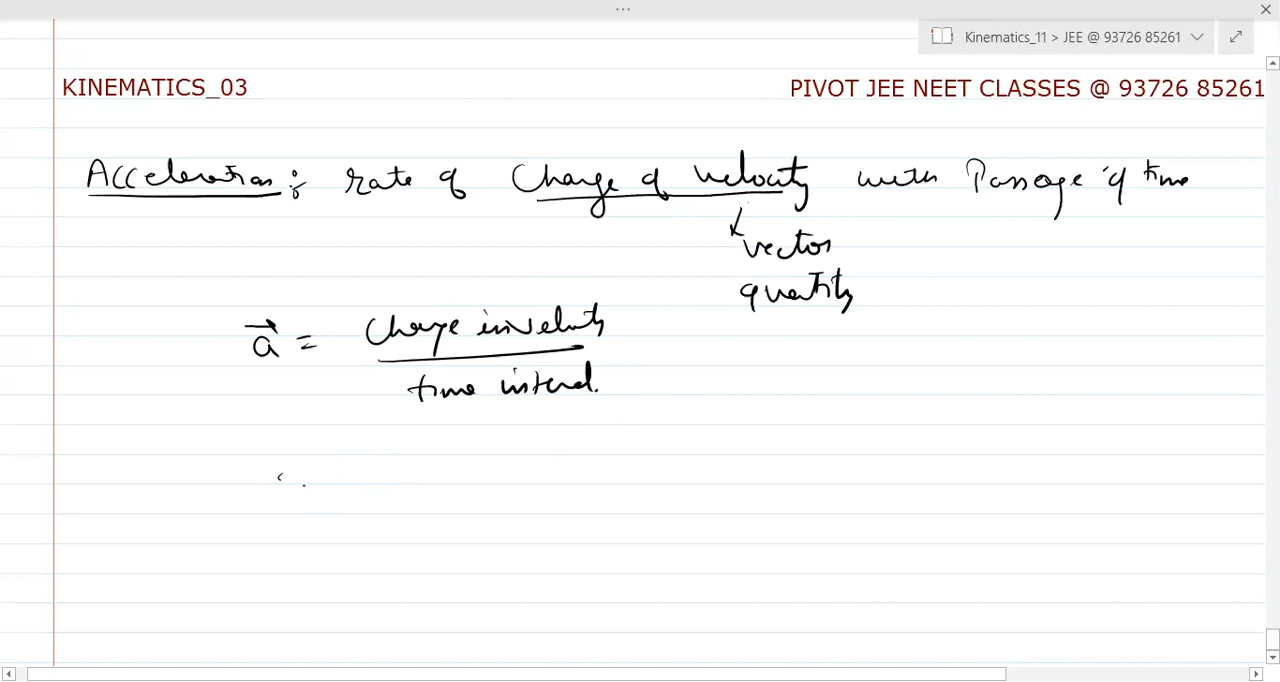 Kinematics_11 > JEE @ 93726 85261
KINEMATICS_03
PIVOT JEE NEET CLASSES @ 93726 85261
Acceleration : rate of Change of velocity with Passage of time
vector
quantity
a⃗ = Change in velocity
time interval.